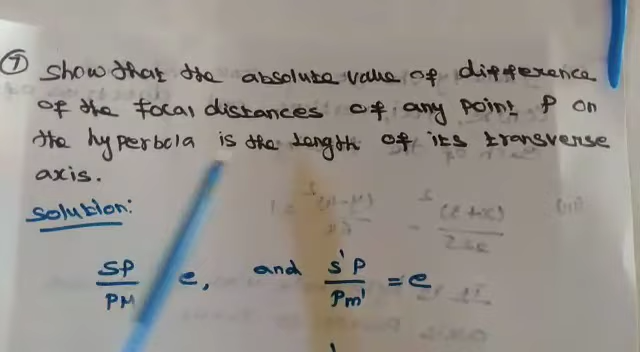 ⑦ Show that the absolute value of difference
of the focal distances of any point P on
the hyperbola is the length of its transverse
axis.
Solution:
SP/PM e, and S'P/PM' = e